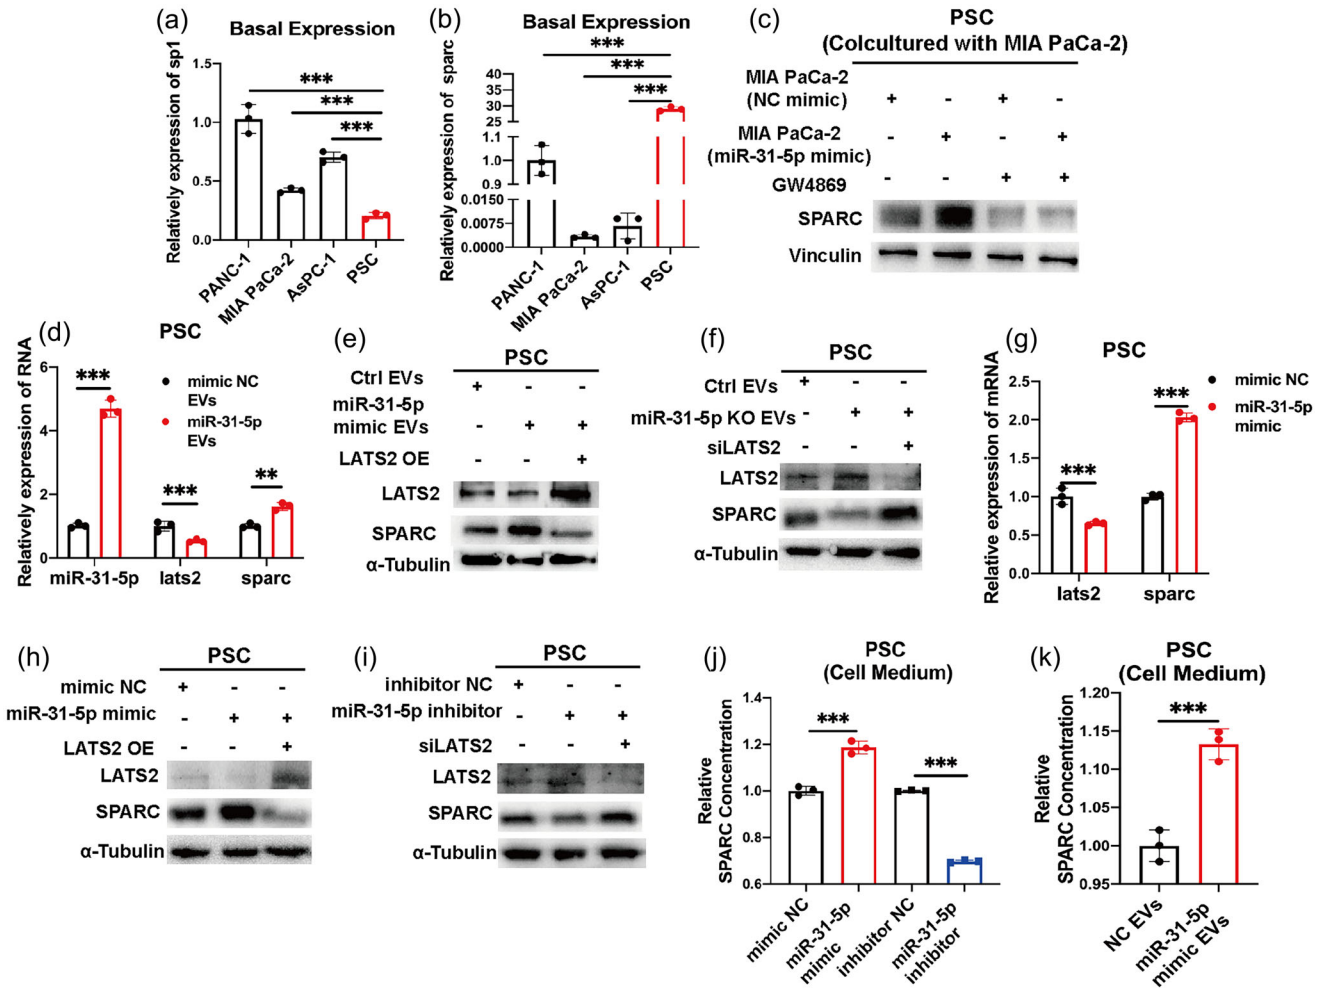 (a)
Basal Expression
Relatively expression of sp1
1.5
1.0
0.5
0.0
***
***
***
PANC-1
MIA PaCa-2
AsPC-1
PSC
(b)
Basal Expression
Relatively expression of sparc
40
35
30
25
1.1
1.0
0.9
0.0150
0.0075
0.0000
***
***
***
PANC-1
MIA PaCa-2
AsPC-1
PSC
(c)
PSC
(Colcultured with MIA PaCa-2)
MIA PaCa-2
(NC mimic)
+ - + -
MIA PaCa-2
(miR-31-5p mimic)
- + - +
GW4869 - - + +
SPARC
Vinculin
(d)
PSC
Relatively expression of RNA
6
4
2
0
***
***
**
mimic NC
EVs
miR-31-5p
EVs
miR-31-5p lats2 sparc
(e)
PSC
Ctrl EVs + - -
miR-31-5p
mimic EVs - + +
LATS2 OE - - +
LATS2
SPARC
α-Tubulin
(f)
PSC
Ctrl EVs + - -
miR-31-5p KO EVs - + +
siLATS2 - - +
LATS2
SPARC
α-Tubulin
(g)
PSC
Relative expression of mRNA
2.5
2.0
1.5
1.0
0.5
0.0
***
***
mimic NC
miR-31-5p
mimic
lats2 sparc
(h)
PSC
mimic NC + - -
miR-31-5p mimic - + +
LATS2 OE - - +
LATS2
SPARC
α-Tubulin
(i)
PSC
inhibitor NC + - -
miR-31-5p inhibitor - + +
siLATS2 - - +
LATS2
SPARC
α-Tubulin
(j)
PSC
(Cell Medium)
Relative
SPARC Concentration
1.4
1.2
1.0
0.8
0.6
***
***
mimic NC
miR-31-5p
mimic
inhibitor NC
miR-31-5p
inhibitor
(k)
PSC
(Cell Medium)
Relative
SPARC Concentration
1.20
1.15
1.10
1.05
1.00
0.95
***
NC EVs
miR-31-5p
mimic EVs